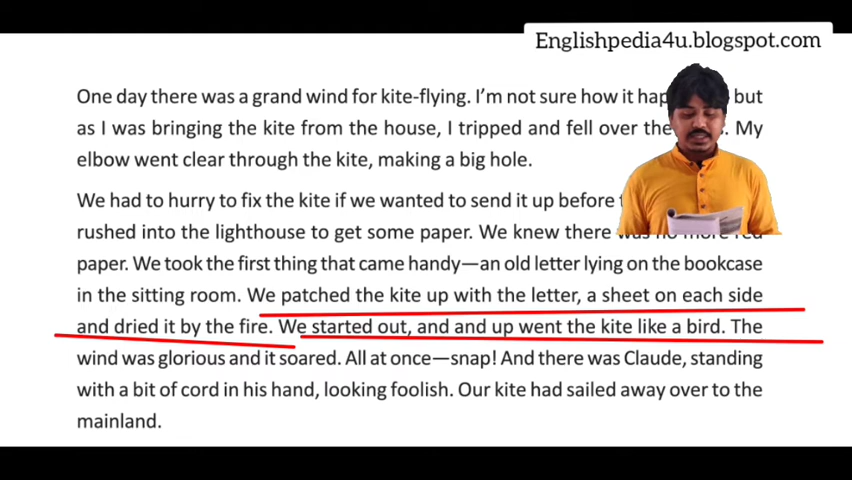 Englishpedia4u.blogspot.com
One day there was a grand wind for kite-flying. I'm not sure how it but
as I was bringing the kite from the house, I tripped and fell over the My
elbow went clear through the kite, making a big hole.
We had to hurry to fix the kite if we wanted to send it up before
rushed into the lighthouse to get some paper. We knew there was no more red
paper. We took the first thing that came handy—an old letter lying on the bookcase
in the sitting room. We patched the kite up with the letter, a sheet on each side
and dried it by the fire. We started out, and and up went the kite like a bird. The
wind was glorious and it soared. All at once—snap! And there was Claude, standing
with a bit of cord in his hand, looking foolish. Our kite had sailed away over to the
mainland.